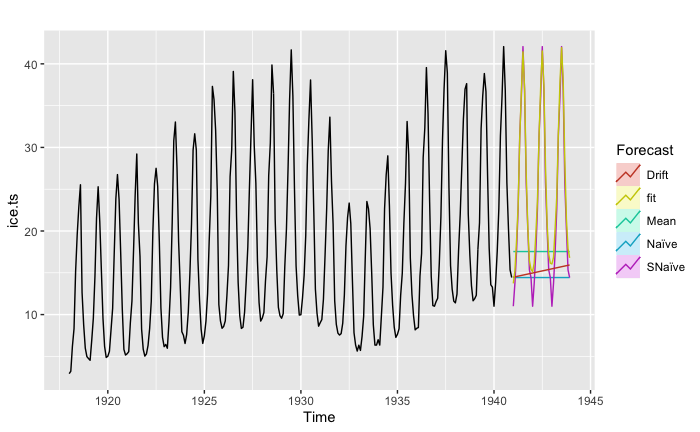 ice.ts
40
30
20
10
1920
1925
1930
1935
1940
1945
Time
Forecast
Drift
fit
Mean
Naïve
SNaïve